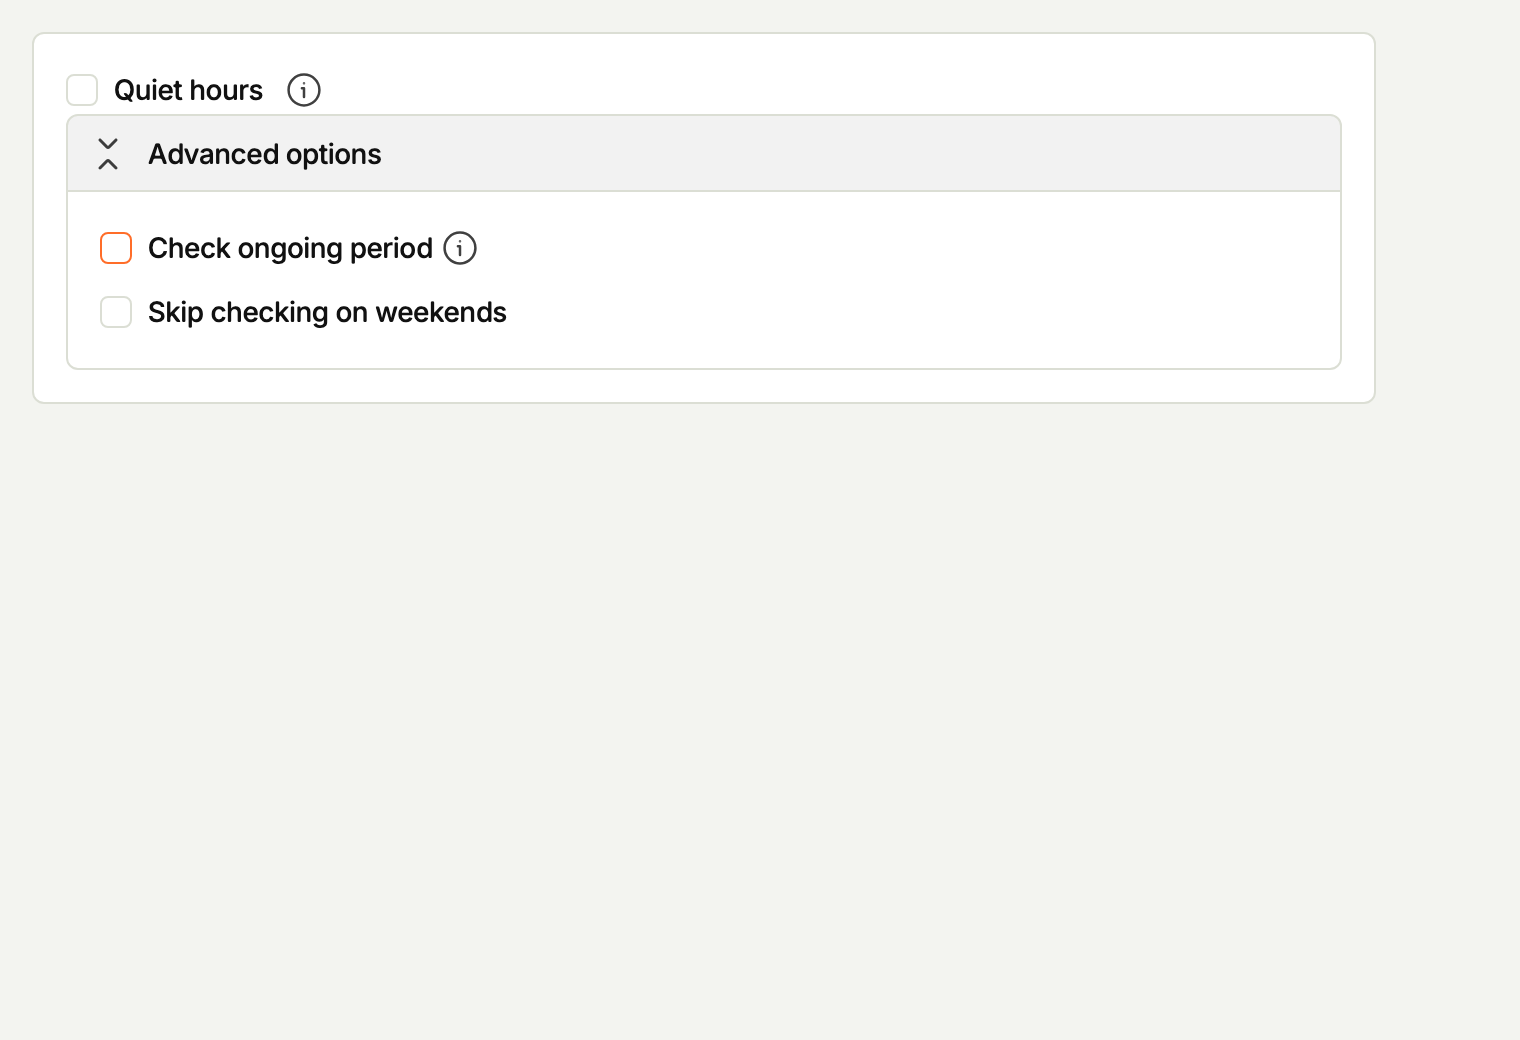 Quiet hours
Advanced options
Check ongoing period
Skip checking on weekends